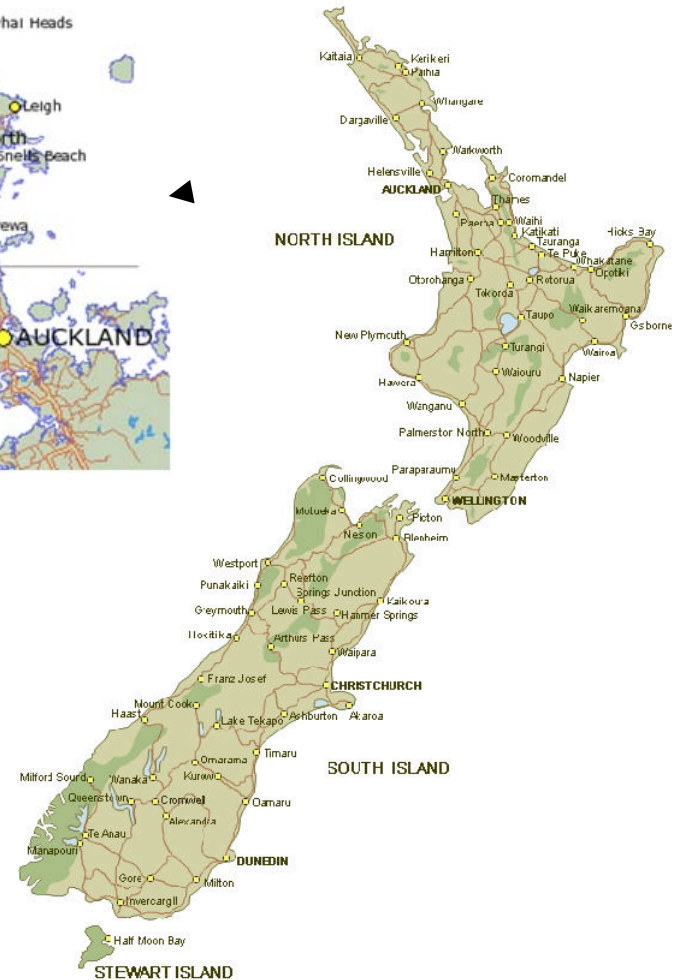 Leigh
Snells Beach
AUCKLAND
Kaitaia
Kerikeri
Paihia
Whangare
Dargaville
Warkworth
Helensville
Coromandel
AUCKLAND
Thames
Paeroa
Waihi
Katikati
Hicks Bay
NORTH ISLAND
Tauranga
Hamilton
Te Puke
Whakatane
Opotiki
Otorohanga
Rotorua
Tokoroa
Waikaremoana
Taupo
Gisborne
New Plymouth
Turangi
Wairoa
Waiouru
Napier
Hawera
Wanganu
Palmerston North
Woodville
Paraparaumu
Masterton
Collingwood
WELLINGTON
Motueka
Picton
Nelson
Blenheim
Westport
Reefton
Punakaiki
Springs Junction
Kaikoura
Greymouth
Lewis Pass
Hanmer Springs
Hokitika
Arthurs Pass
Waipara
Franz Josef
CHRISTCHURCH
Mount Cook
Haast
Lake Tekapo
Ashburton
Akaroa
Timaru
Omarama
SOUTH ISLAND
Milford Sound
Wanaka
Kurow
Queenstown
Cromwell
Oamaru
Alexandra
Te Anau
Manapouri
DUNEDIN
Gore
Milton
Invercargill
Half Moon Bay
STEWART ISLAND